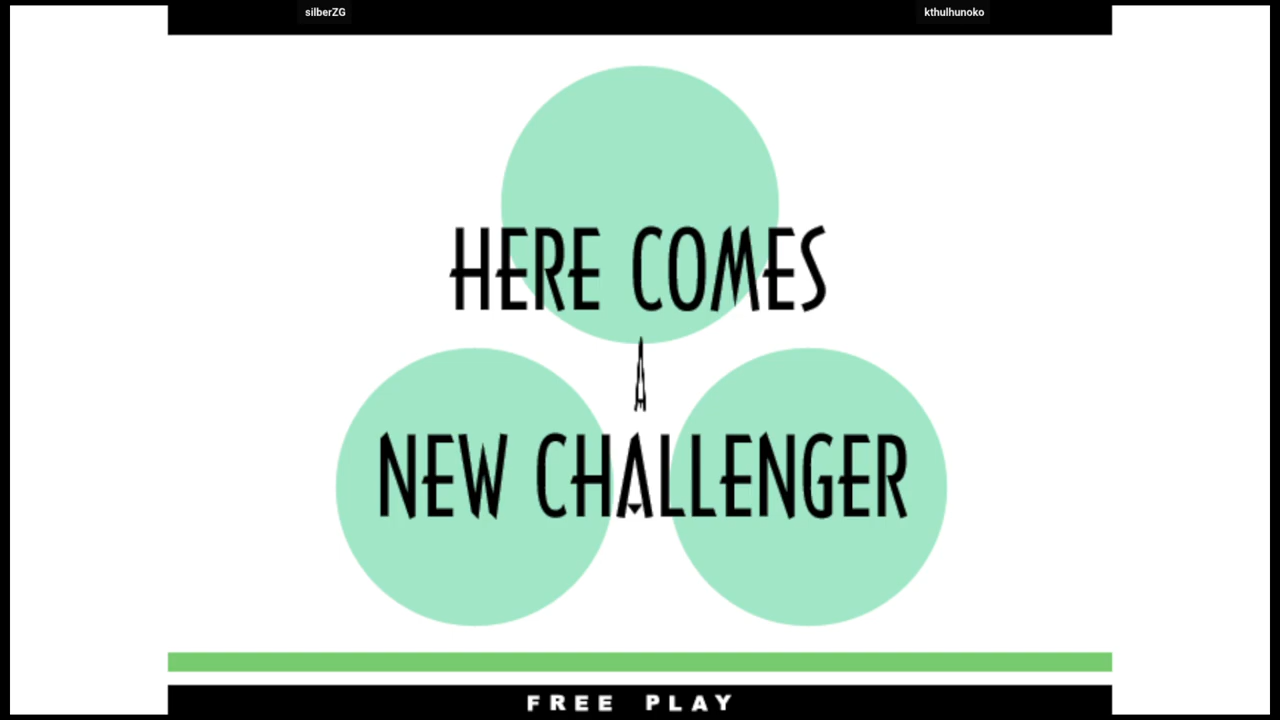 silberZG
kthulhunoko
HERE COMES
A
NEW CHALLENGER
FREE PLAY